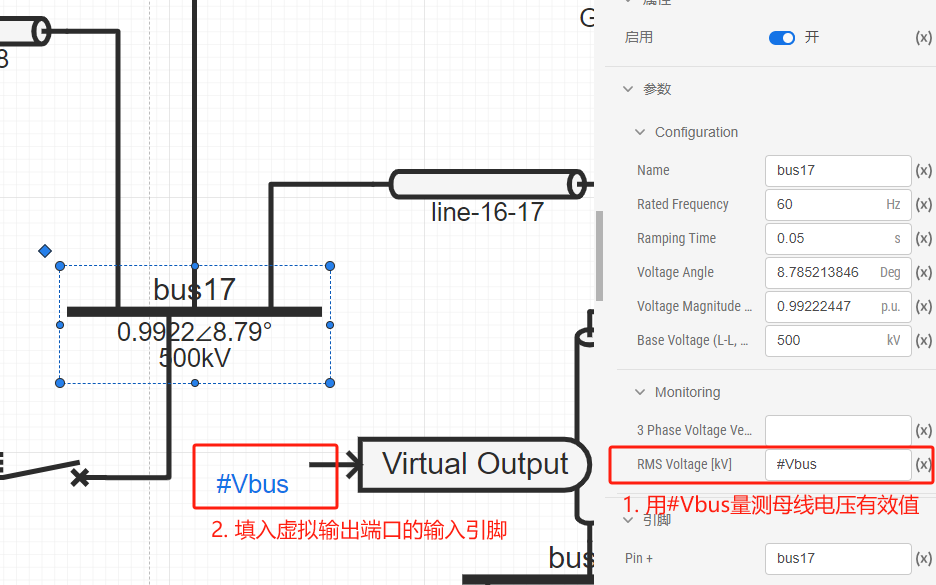 属性
G
启用
开
(x)
8
参数
Configuration
Name
bus17
(x)
Rated Frequency
60
Hz
(x)
line-16-17
Ramping Time
0.05
s
(x)
Voltage Angle
8.785213846
Deg
(x)
bus17
Voltage Magnitude ...
0.99222447
p.u.
(x)
0.9922∠8.79°
500kV
Base Voltage (L-L, ...
500
kV
(x)
Monitoring
3 Phase Voltage Ve...
(x)
Virtual Output
RMS Voltage [kV]
#Vbus
(x)
#Vbus
1. 用#Vbus量测母线电压有效值
引脚
2. 填入虚拟输出端口的输入引脚
bus
Pin +
bus17
(x)